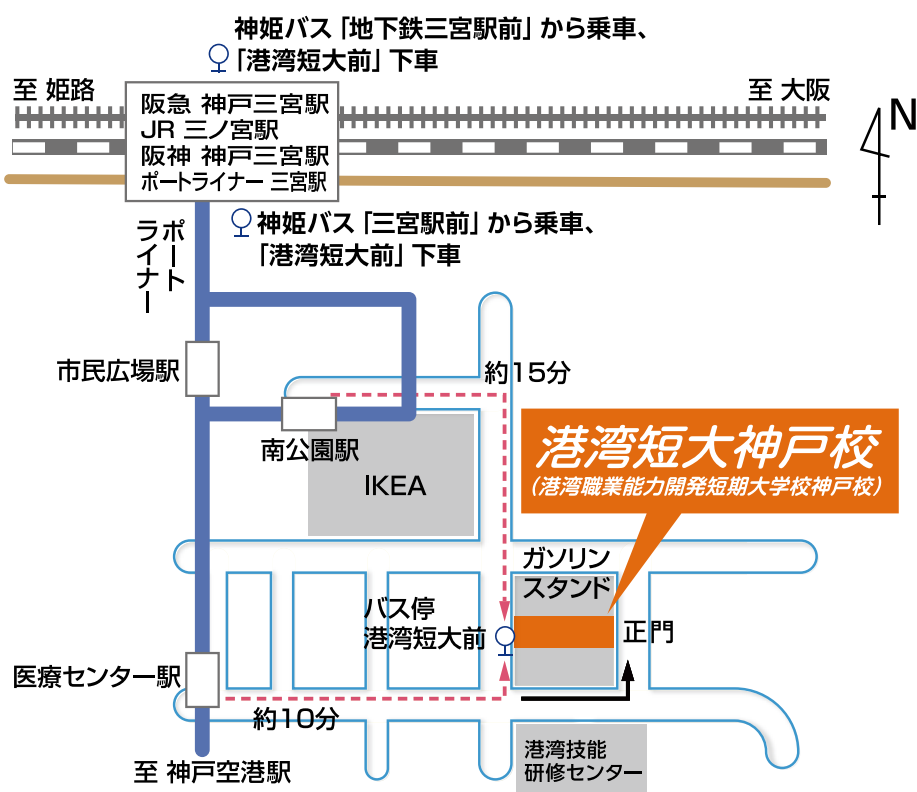 神姫バス「地下鉄三宮駅前」から乗車、
「港湾短大前」下車
至 姫路
至 大阪
阪急 神戸三宮駅
JR 三ノ宮駅
阪神 神戸三宮駅
ポートライナー 三宮駅
N
神姫バス「三宮駅前」から乗車、
「港湾短大前」下車
ポート
ライナー
市民広場駅
約15分
南公園駅
IKEA
港湾短大神戸校
（港湾職業能力開発短期大学校神戸校）
ガソリン
スタンド
バス停
港湾短大前
正門
医療センター駅
約10分
港湾技能
研修センター
至 神戸空港駅